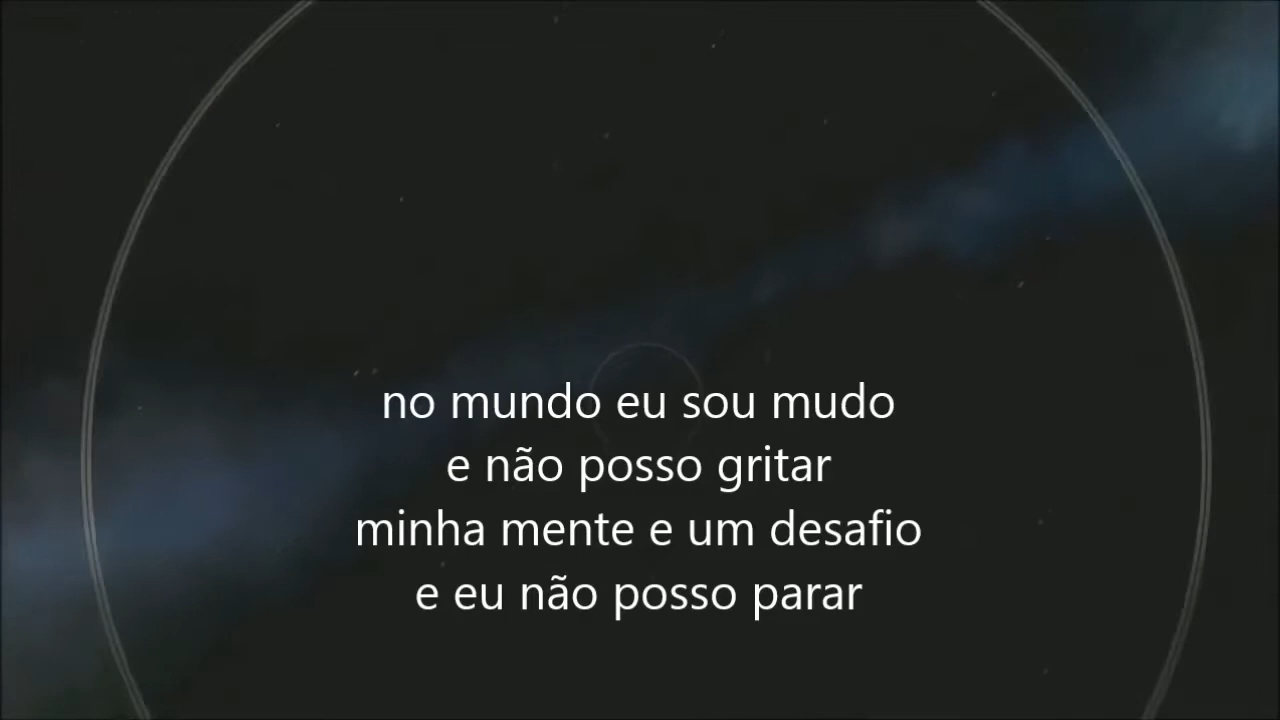 no mundo eu sou mudo
e não posso gritar
minha mente e um desafio
e eu não posso parar